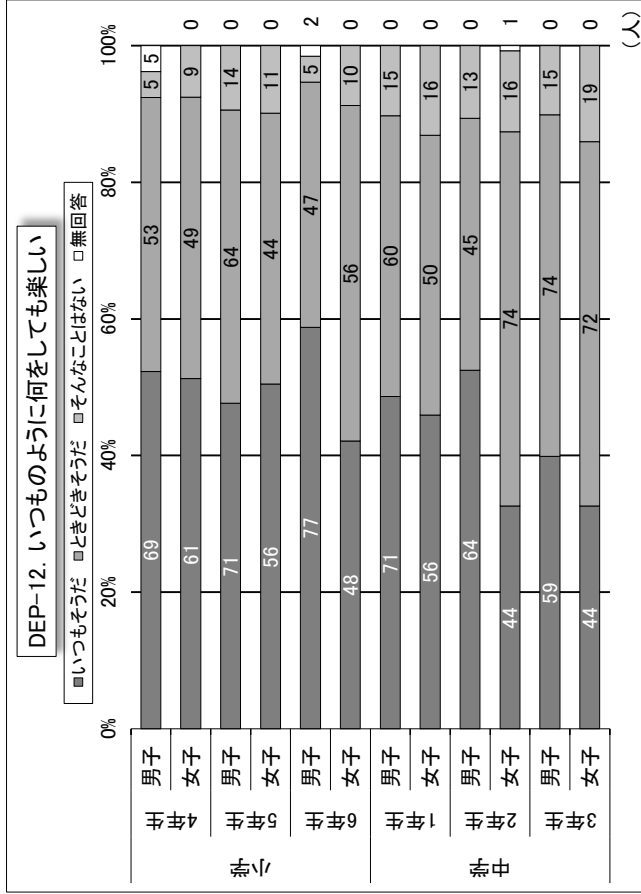 DEP-12. いつものように何をしても楽しい
■いつもそうだ ■ときどきそうだ ■そんなことはない □無回答
0% 20% 40% 60% 80% 100%
小学 4年生 男子 69 53 5 5
女子 61 49 9 0
5年生 男子 71 64 14 0
女子 56 44 11 0
6年生 男子 77 47 5 2
女子 48 56 10 0
中学 1年生 男子 71 60 15 0
女子 56 50 16 0
2年生 男子 64 45 13 0
女子 44 74 16 1
3年生 男子 59 74 15 0
女子 44 72 19 0
(人)